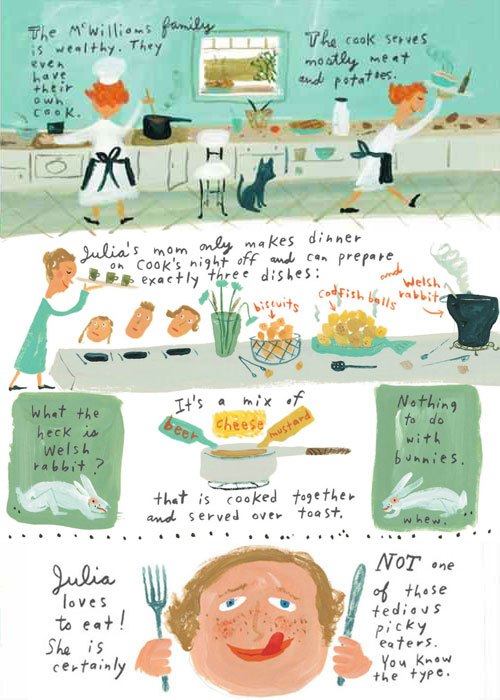 The McWilliams family
is wealthy. They
even
have
their
own
cook.
The cook serves
mostly meat
and potatoes.
Julia's mom only makes dinner
on cook's night off and can prepare
exactly three dishes:
biscuits
codfish balls
and Welsh
rabbit
What the
heck is
Welsh
rabbit?
It's a mix of
beer
cheese
mustard
that is cooked together
and served over toast.
Nothing
to do
with
bunnies.
whew.
Julia
loves
to eat!
She is
certainly
NOT one
of those
tedious
picky
eaters.
You know
the type.